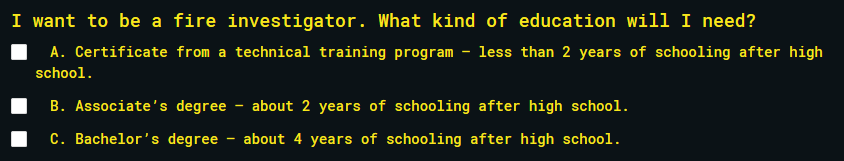 I want to be a fire investigator. What kind of education will I need?
A. Certificate from a technical training program – less than 2 years of schooling after high
school.
B. Associate’s degree – about 2 years of schooling after high school.
C. Bachelor’s degree – about 4 years of schooling after high school.